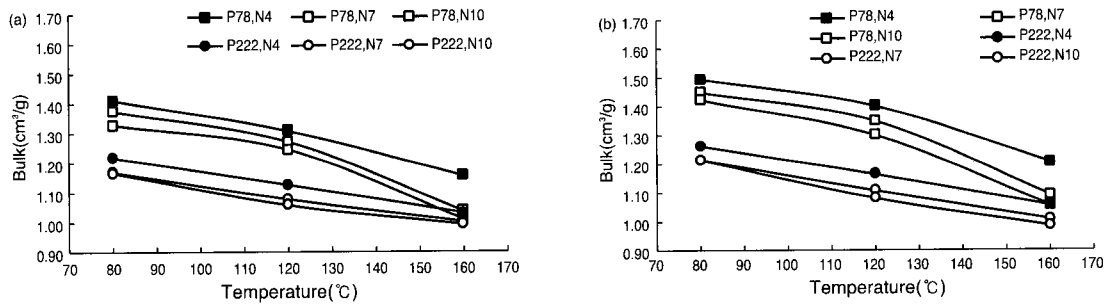 (a)
P78,N4 P78,N7 P78,N10
P222,N4 P222,N7 P222,N10
Bulk(cm³/g)
1.70
1.60
1.50
1.40
1.30
1.20
1.10
1.00
0.90
70 80 90 100 110 120 130 140 150 160 170
Temperature(℃)
(b)
P78,N4 P78,N7
P78,N10 P222,N4
P222,N7 P222,N10
Bulk(cm³/g)
1.70
1.60
1.50
1.40
1.30
1.20
1.10
1.00
0.90
70 80 90 100 110 120 130 140 150 160 170
Temperature(℃)